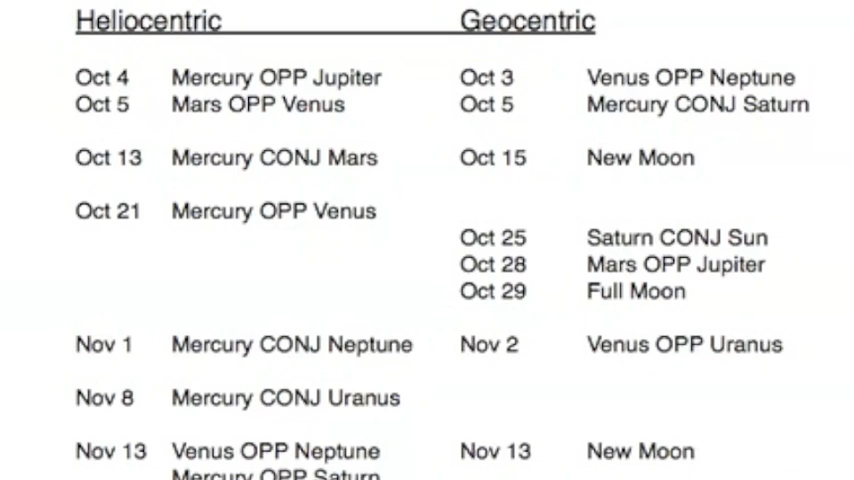 Heliocentric Geocentric
Oct 4 Mercury OPP Jupiter Oct 3 Venus OPP Neptune
Oct 5 Mars OPP Venus Oct 5 Mercury CONJ Saturn
Oct 13 Mercury CONJ Mars Oct 15 New Moon
Oct 21 Mercury OPP Venus
Oct 25 Saturn CONJ Sun
Oct 28 Mars OPP Jupiter
Oct 29 Full Moon
Nov 1 Mercury CONJ Neptune Nov 2 Venus OPP Uranus
Nov 8 Mercury CONJ Uranus
Nov 13 Venus OPP Neptune Nov 13 New Moon
Mercury OPP Saturn